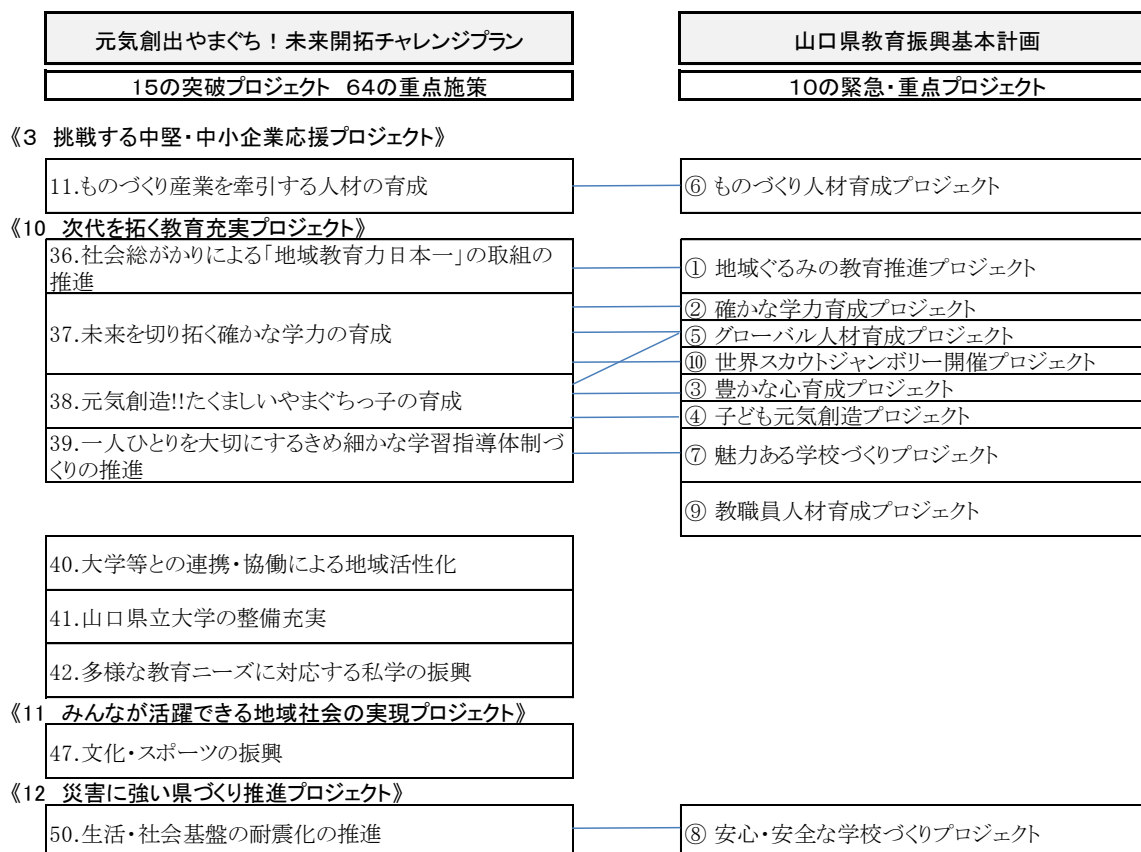 元気創出やまぐち！未来開拓チャレンジプラン
15の突破プロジェクト 64の重点施策
山口県教育振興基本計画
10の緊急・重点プロジェクト
《3 挑戦する中堅・中小企業応援プロジェクト》
11.ものづくり産業を牽引する人材の育成
⑥ ものづくり人材育成プロジェクト
《10 次代を拓く教育充実プロジェクト》
36.社会総がかりによる「地域教育力日本一」の取組の
推進
① 地域ぐるみの教育推進プロジェクト
37.未来を切り拓く確かな学力の育成
② 確かな学力育成プロジェクト
⑤ グローバル人材育成プロジェクト
⑩ 世界スカウトジャンボリー開催プロジェクト
38.元気創造!!たくましいやまぐちっ子の育成
③ 豊かな心育成プロジェクト
④ 子ども元気創造プロジェクト
39.一人ひとりを大切にするきめ細かな学習指導体制づ
くりの推進
⑦ 魅力ある学校づくりプロジェクト
⑨ 教職員人材育成プロジェクト
40.大学等との連携・協働による地域活性化
41.山口県立大学の整備充実
42.多様な教育ニーズに対応する私学の振興
《11 みんなが活躍できる地域社会の実現プロジェクト》
47.文化・スポーツの振興
《12 災害に強い県づくり推進プロジェクト》
50.生活・社会基盤の耐震化の推進
⑧ 安心・安全な学校づくりプロジェクト